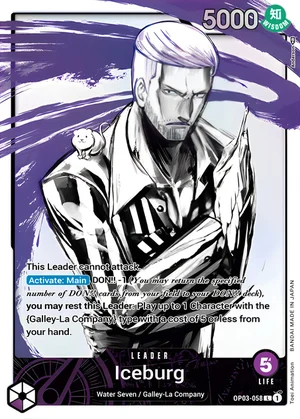 5000
知
WISDOM
This Leader cannot attack.
Activate: Main DON!! -1 (You may return the specified
number of DON!! cards from your field to your DON!! deck),
you may rest this Leader: Play up to 1 Character with the
{Galley-La Company} type with a cost of 5 or less from
your hand.
LEADER
Iceburg
Water Seven / Galley-La Company
5
LIFE
OP03-058 L 1
Toei Animation
BANDAI MADE IN JAPAN